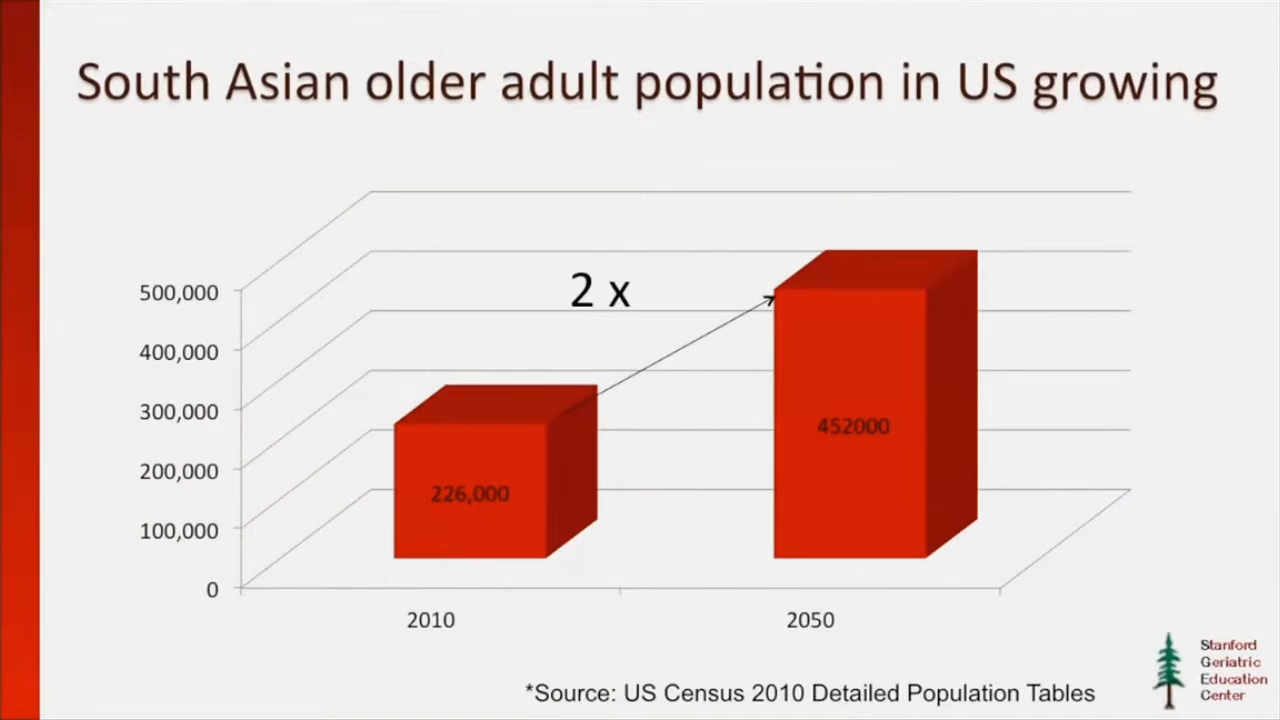 South Asian older adult population in US growing
2 x
500,000
400,000
300,000
200,000
100,000
0
226,000
452000
2010
2050
*Source: US Census 2010 Detailed Population Tables
Stanford
Geriatric
Education
Center